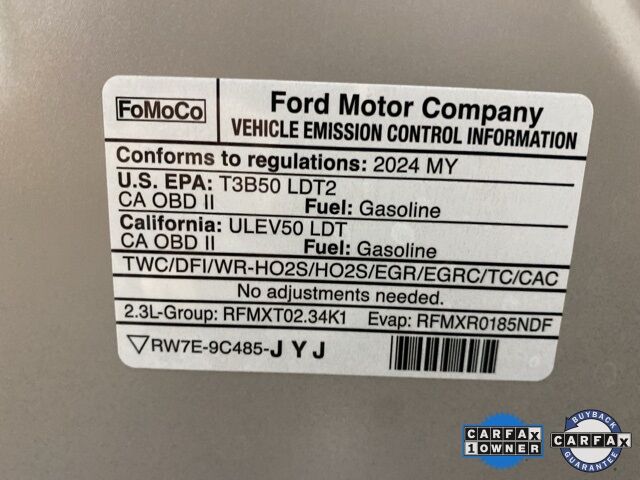 FoMoCo
Ford Motor Company
VEHICLE EMISSION CONTROL INFORMATION
Conforms to regulations: 2024 MY
U.S. EPA: T3B50 LDT2
CA OBD II Fuel: Gasoline
California: ULEV50 LDT
CA OBD II Fuel: Gasoline
TWC/DFI/WR-HO2S/HO2S/EGR/EGRC/TC/CAC
No adjustments needed.
2.3L-Group: RFMXT02.34K1 Evap: RFMXR0185NDF
RW7E-9C485-JYJ
CARFAX
1 OWNER
BUYBACK
CARFAX
GUARANTEE